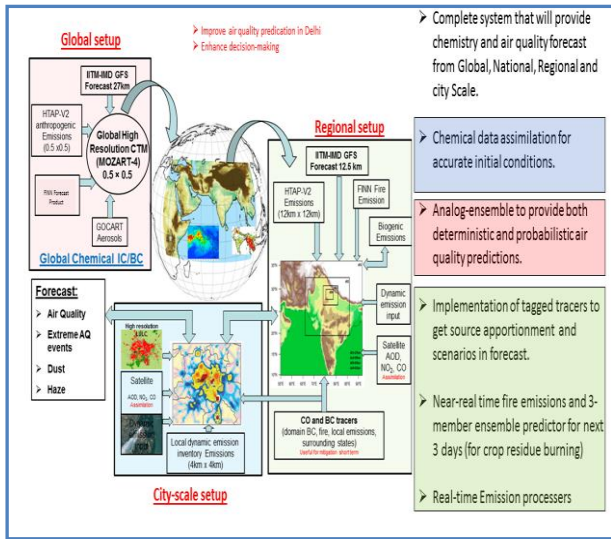 Global setup
➤ Improve air quality predication in Delhi
➤ Enhance decision-making
IITM-IMD GFS
Forecast 27km
HTAP-V2
anthropogenic
Emissions
(0.5 x0.5)
Global High
Resolution CTM
(MOZART-4)
0.5 × 0.5
FINN Forecast
Product
GOCART
Aerosols
Global Chemical IC/BC
Regional setup
IITM-IMD GFS
Forecast 12.5 km
HTAP-V2
Emissions
(12km x 12km)
FINN Fire
Emission
Biogenic
Emissions
Dynamic
emission
input
Satellite
AOD,
NO₂, CO
Assimilation
CO and BC tracers
(domain BC, fire, local emissions,
surrounding states)
Useful for mitigation short term
Forecast:
➤ Air Quality
➤ Extreme AQ
events
➤ Dust
➤ Haze
High resolution
LULC
Satellite
AOD, NO₂, CO
Assimilation
Local dynamic emission
inventory Emissions
(4km x 4km)
City-scale setup
➤ Complete system that will provide
chemistry and air quality forecast
from Global, National, Regional and
city Scale.
➤ Chemical data assimilation for
accurate initial conditions.
➤ Analog-ensemble to provide both
deterministic and probabilistic air
quality predictions.
➤ Implementation of tagged tracers to
get source apportionment and
scenarios in forecast.
➤ Near-real time fire emissions and 3-
member ensemble predictor for next
3 days (for crop residue burning)
➤ Real-time Emission processers